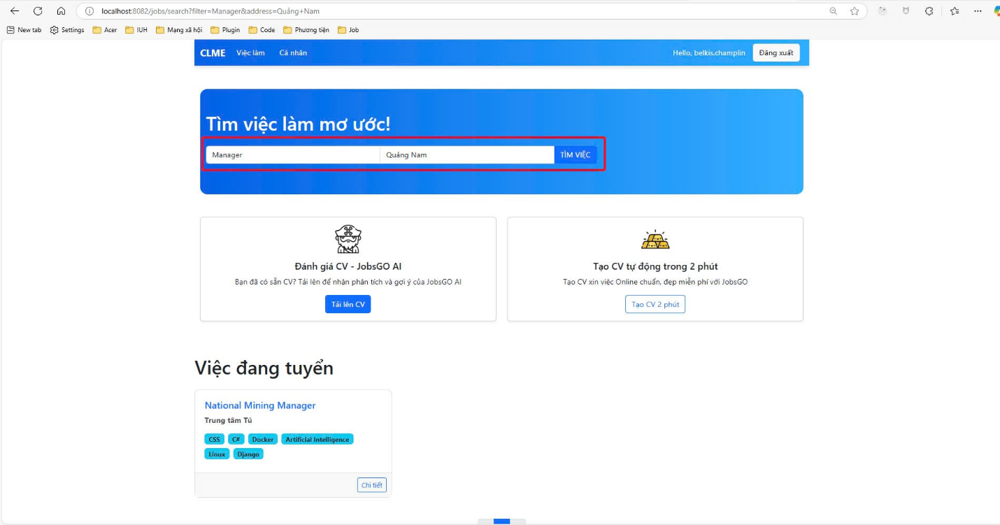 localhost:8082/jobs/search?filter=Manager&address=Quảng+Nam
New tab Settings Acer IUH Mạng xã hội Plugin Code Phương tiện Job
CLME Việc làm Cá nhân Hello, belkis.champlin Đăng xuất
Tìm việc làm mơ ước!
Manager Quảng Nam TÌM VIỆC
Đánh giá CV - JobsGO AI
Bạn đã có sẵn CV? Tải lên để nhận phân tích và gợi ý của JobsGO AI
Tải lên CV
Tạo CV tự động trong 2 phút
Tạo CV xin việc Online chuẩn, đẹp miễn phí với JobsGO
Tạo CV 2 phút
Việc đang tuyển
National Mining Manager
Trung tâm Tú
CSS C# Docker Artificial Intelligence
Linux Django
Chi tiết